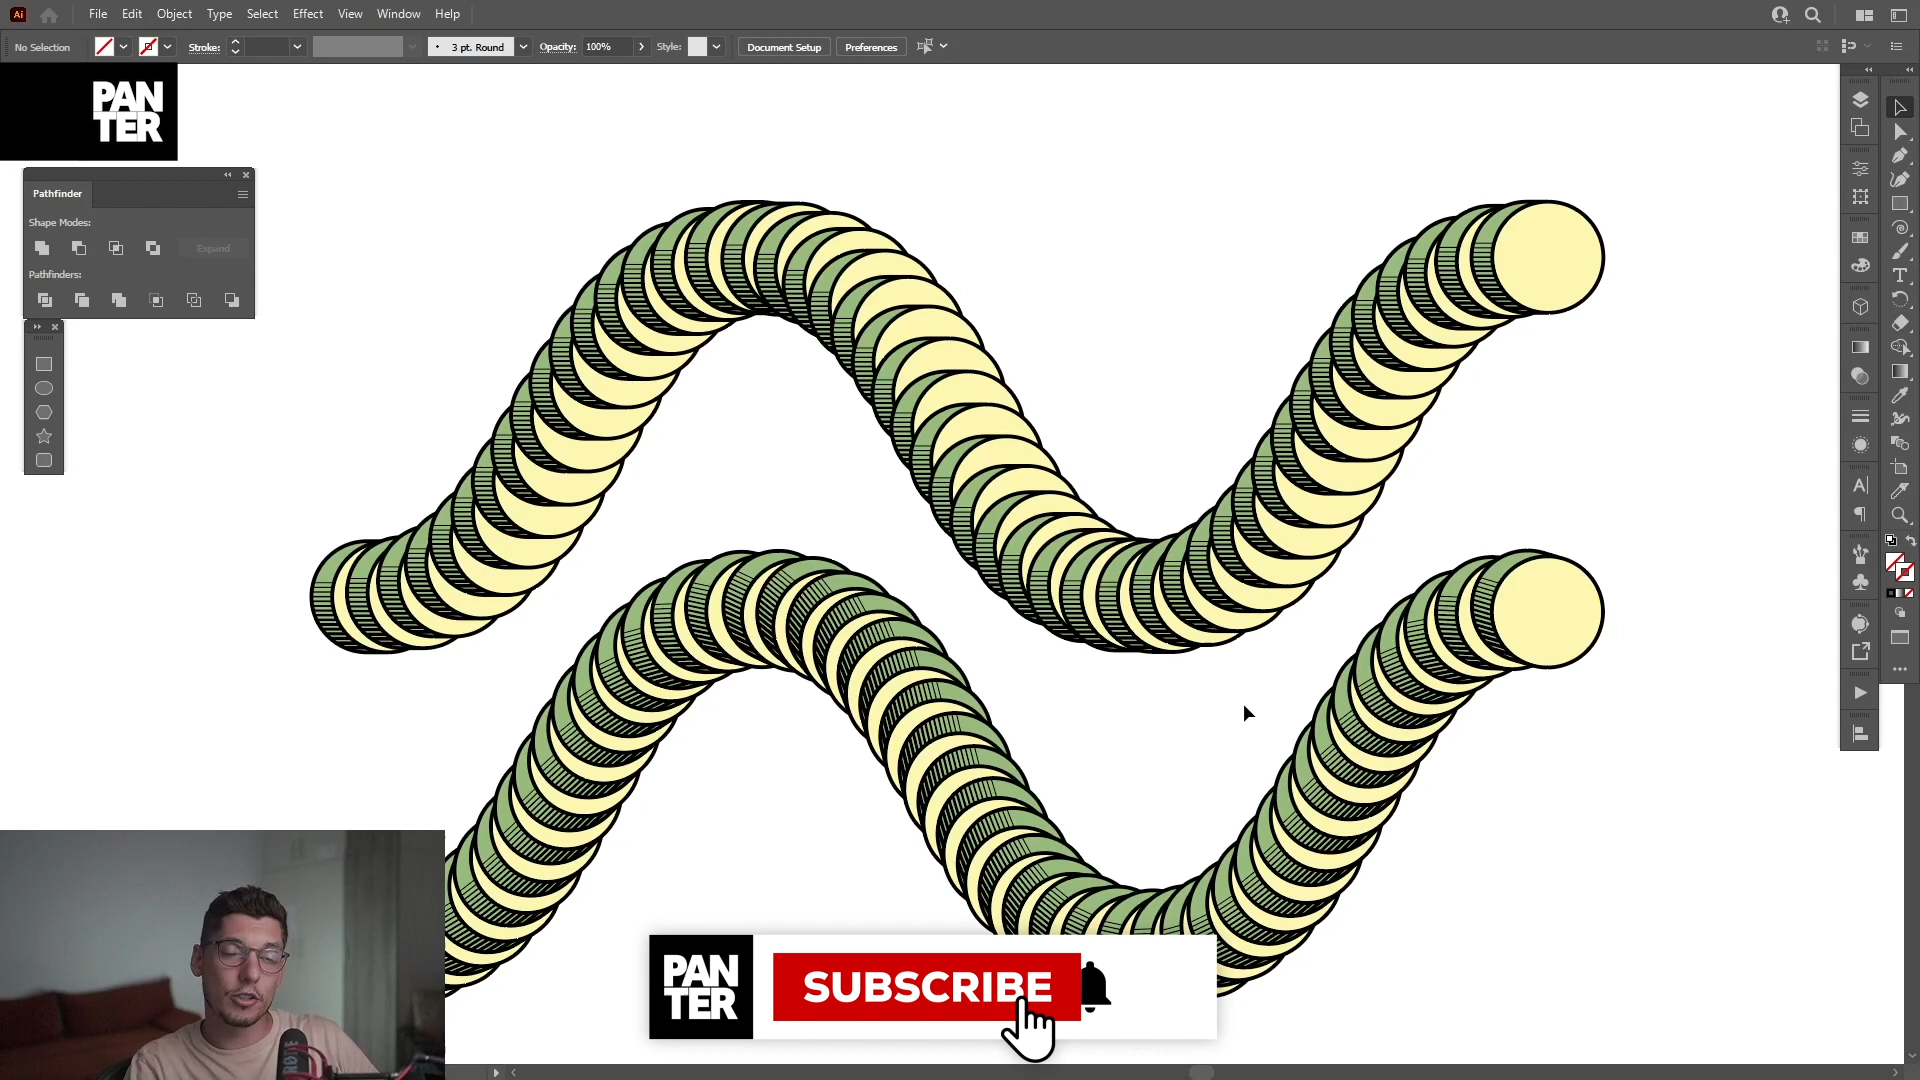 Ai File Edit Object Type Select Effect View Window Help
No Selection Stroke: 3 pt. Round Opacity: 100% Style: Document Setup Preferences
PAN
TER
Pathfinder
Shape Modes:
Expand
Pathfinders:
PAN
TER
SUBSCRIBE
RØDE